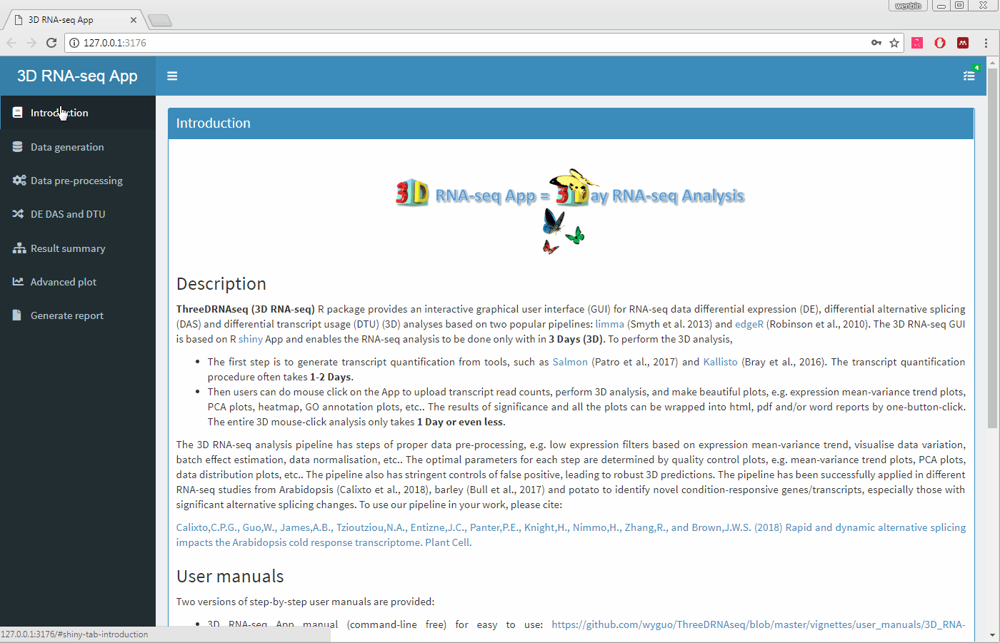 wenbin
3D RNA-seq App
127.0.0.1:3176
3D RNA-seq App
4
Introduction
Data generation
Data pre-processing
DE DAS and DTU
Result summary
Advanced plot
Generate report
Introduction
3D RNA-seq App = 3Day RNA-seq Analysis
Description
ThreeDRNAseq (3D RNA-seq) R package provides an interactive graphical user interface (GUI) for RNA-seq data differential expression (DE), differential alternative splicing
(DAS) and differential transcript usage (DTU) (3D) analyses based on two popular pipelines: limma (Smyth et al. 2013) and edgeR (Robinson et al., 2010). The 3D RNA-seq GUI
is based on R shiny App and enables the RNA-seq analysis to be done only with in 3 Days (3D). To perform the 3D analysis,
• The first step is to generate transcript quantification from tools, such as Salmon (Patro et al., 2017) and Kallisto (Bray et al., 2016). The transcript quantification
procedure often takes 1-2 Days.
• Then users can do mouse click on the App to upload transcript read counts, perform 3D analysis, and make beautiful plots, e.g. expression mean-variance trend plots,
PCA plots, heatmap, GO annotation plots, etc.. The results of significance and all the plots can be wrapped into html, pdf and/or word reports by one-button-click.
The entire 3D mouse-click analysis only takes 1 Day or even less.
The 3D RNA-seq analysis pipeline has steps of proper data pre-processing, e.g. low expression filters based on expression mean-variance trend, visualise data variation,
batch effect estimation, data normalisation, etc.. The optimal parameters for each step are determined by quality control plots, e.g. mean-variance trend plots, PCA plots,
data distribution plots, etc.. The pipeline also has stringent controls of false positive, leading to robust 3D predictions. The pipeline has been successfully applied in different
RNA-seq studies from Arabidopsis (Calixto et al., 2018), barley (Bull et al., 2017) and potato to identify novel condition-responsive genes/transcripts, especially those with
significant alternative splicing changes. To use our pipeline in your work, please cite:
Calixto,C.P.G., Guo,W., James,A.B., Tzioutziou,N.A., Entizne,J.C., Panter,P.E., Knight,H., Nimmo,H., Zhang,R., and Brown,J.W.S. (2018) Rapid and dynamic alternative splicing
impacts the Arabidopsis cold response transcriptome. Plant Cell.
User manuals
Two versions of step-by-step user manuals are provided:
• 3D RNA-seq App manual (command-line free) for easy to use: https://github.com/wyguo/ThreeDRNAseq/blob/master/vignettes/user_manuals/3D_RNA-
127.0.0.1:3176/#shiny-tab-introduction